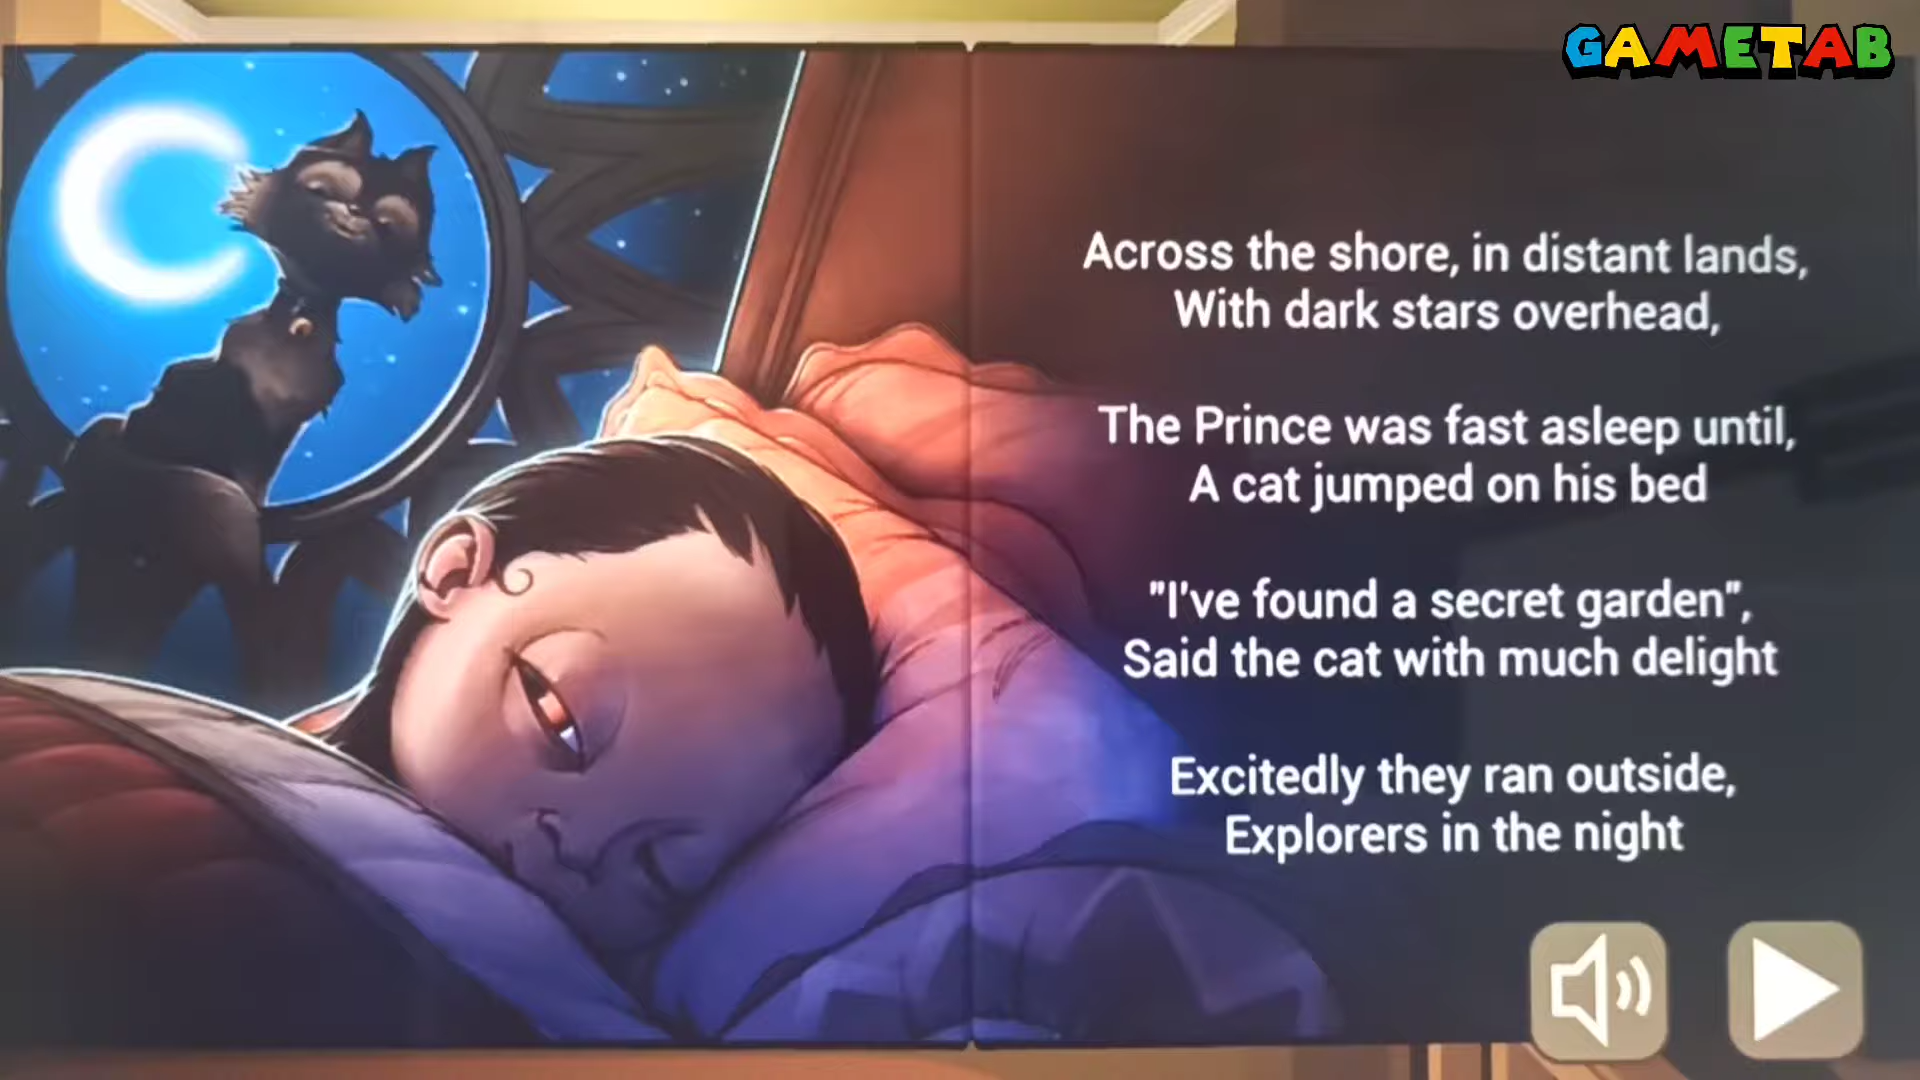 GAMETAB
Across the shore, in distant lands,
With dark stars overhead,
The Prince was fast asleep until,
A cat jumped on his bed
"I've found a secret garden",
Said the cat with much delight
Excitedly they ran outside,
Explorers in the night